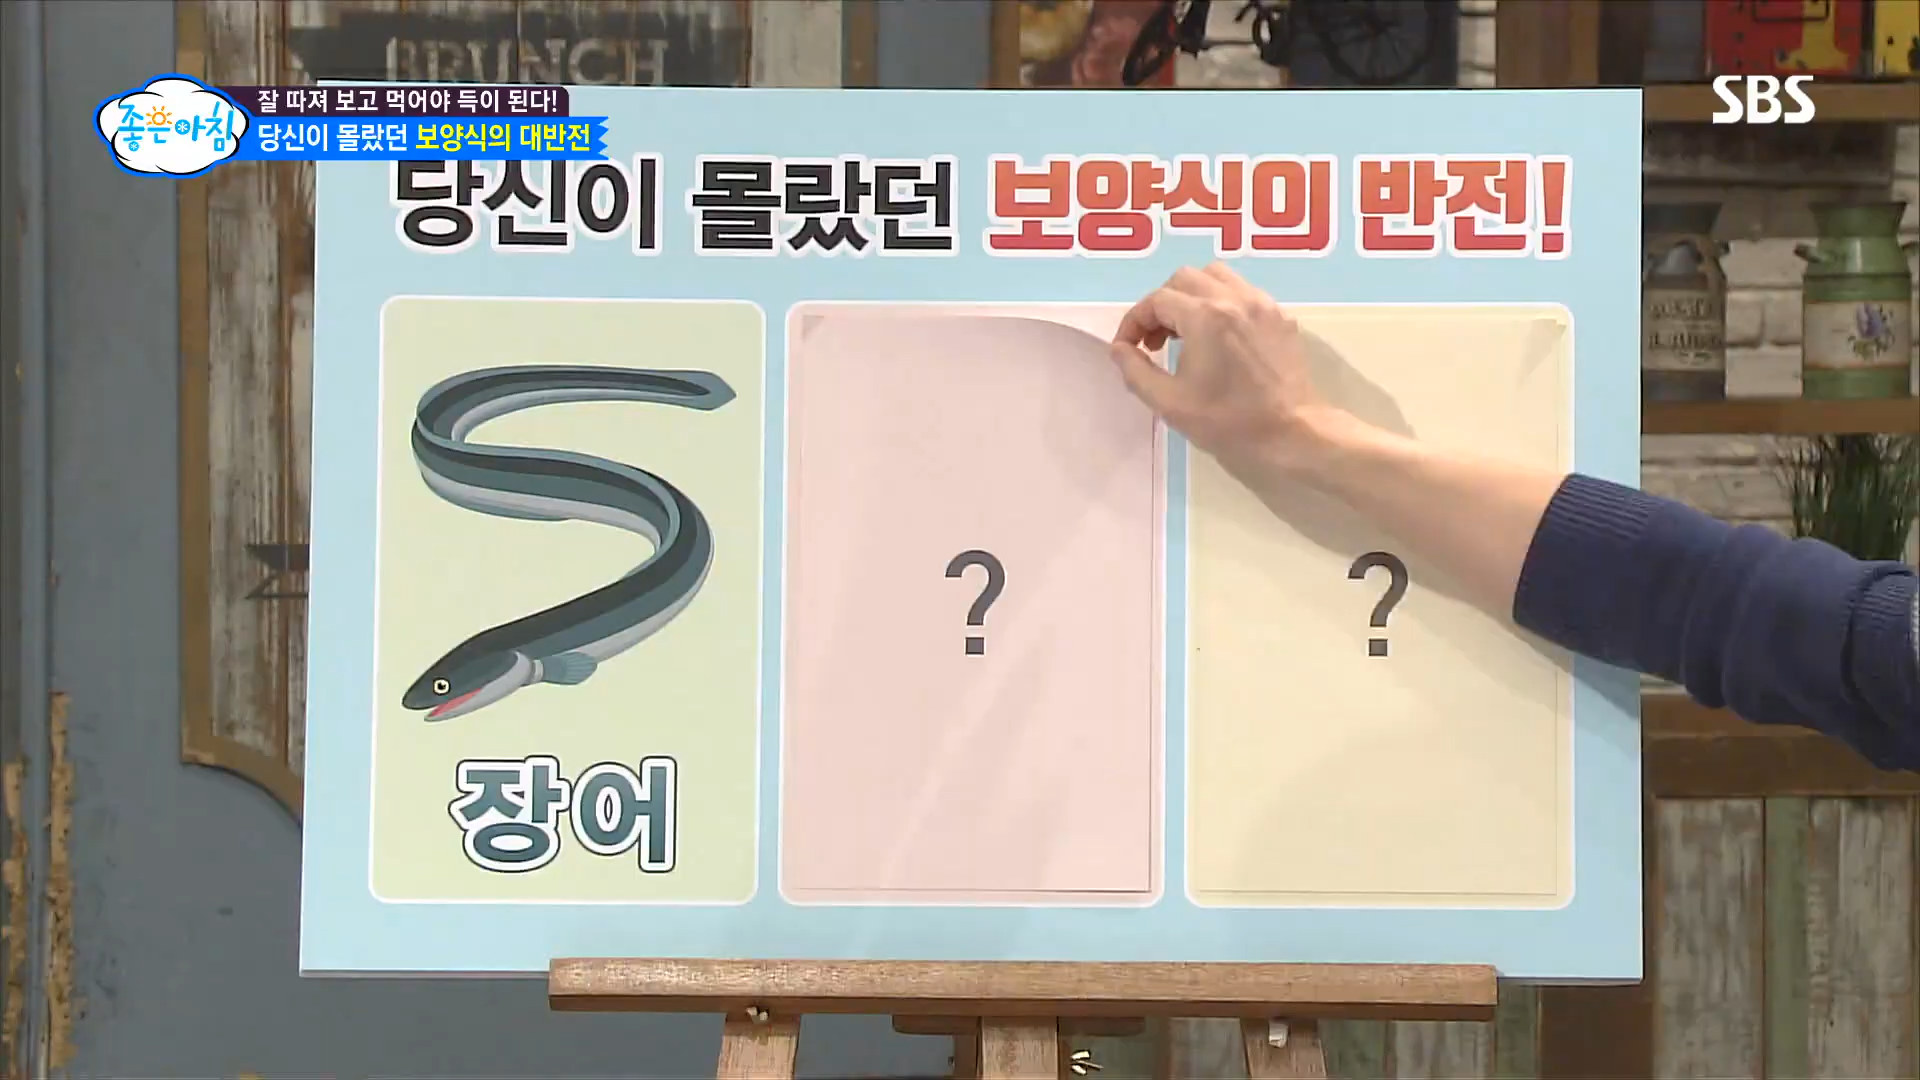 BRUNCH
SBS
좋은아침
잘 따져 보고 먹어야 득이 된다!
당신이 몰랐던 보양식의 대반전
당신이 몰랐던 보양식의 반전!
?
?
장어